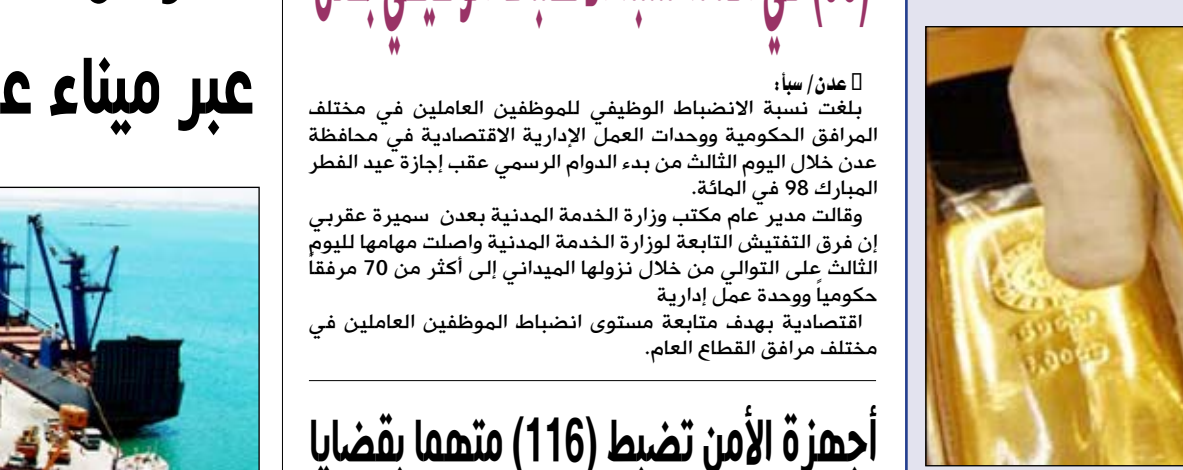 عدن/ سبأ :
بلغت نسبة الانضباط الوظيفي للموظفين العاملين في مختلف
المرافق الحكومية ووحدات العمل الإدارية الاقتصادية في محافظة
عدن خلال اليوم الثالث من بدء الدوام الرسمي عقب إجازة عيد الفطر
المبارك 98 في المائة.
وقالت مدير عام مكتب وزارة الخدمة المدنية بعدن سميرة عقربي
إن فرق التفتيش التابعة لوزارة الخدمة المدنية واصلت مهامها لليوم
الثالث على التوالي من خلال نزولها الميداني إلى أكثر من 70 مرفقاً
حكومياً ووحدة عمل إدارية
اقتصادية بهدف متابعة مستوى انضباط الموظفين العاملين في
مختلف مرافق القطاع العام.
أجهزة الأمن تضبط (116) متهما بقضايا
عبر ميناء